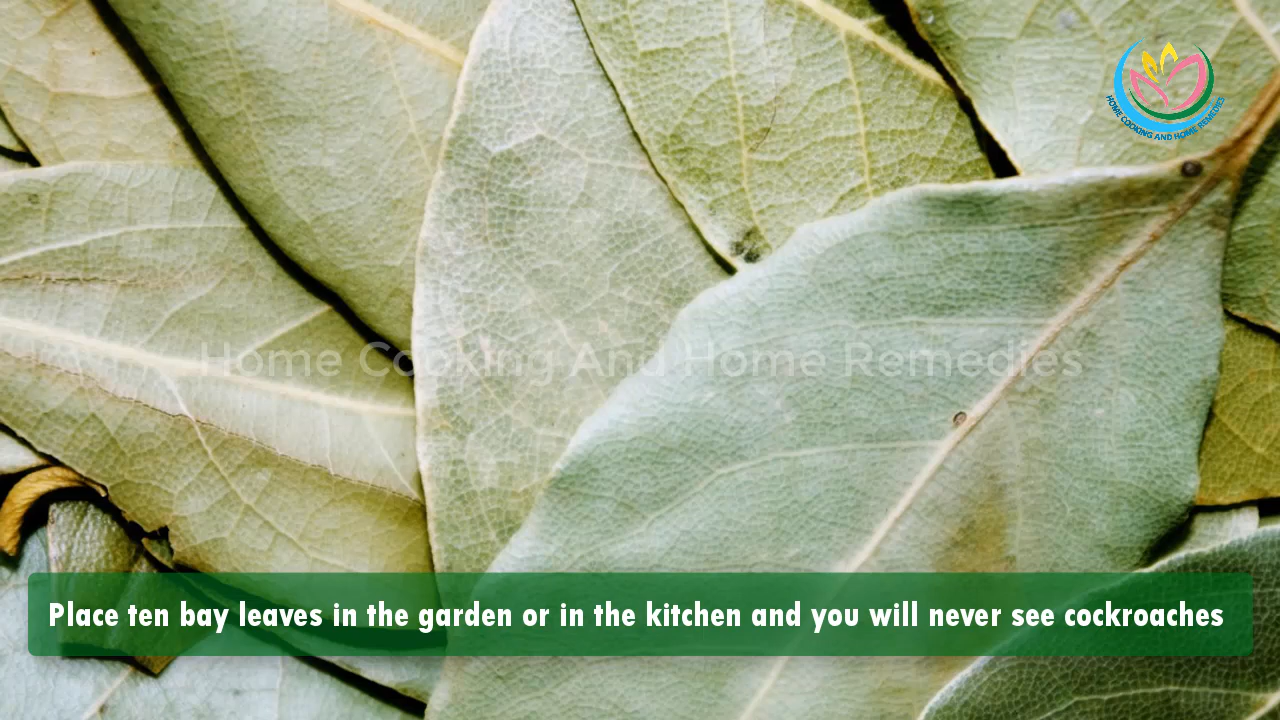 HOME COOKING AND HOME REMEDIES
Home Cooking And Home Remedies
Place ten bay leaves in the garden or in the kitchen and you will never see cockroaches